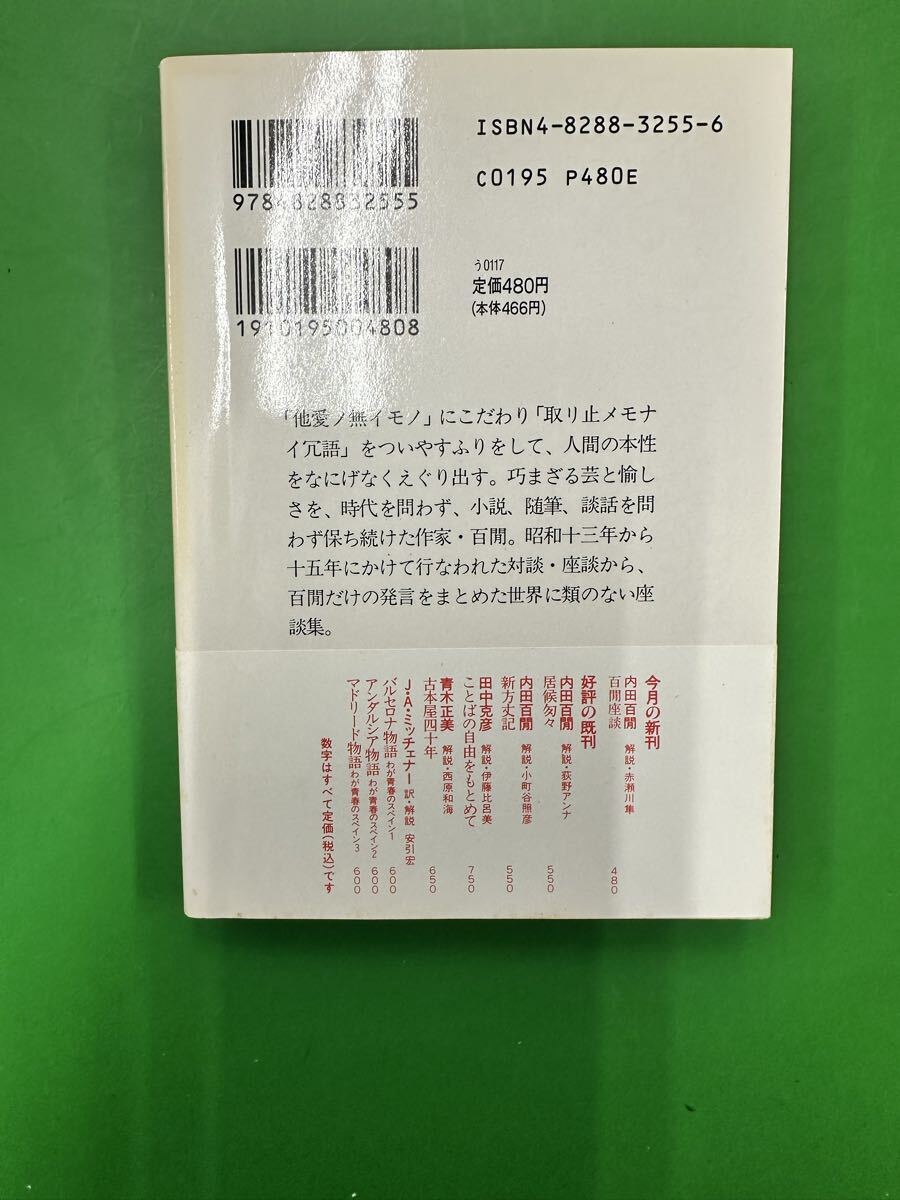 ISBN4-8288-3255-6
C0195 P480E
9784828832555
う0117
定価480円
(本体466円)
1910195004808
「他愛ノ無イモノ」にこだわり「取リ止メモナ
イ冗語」をついやすふりをして、人間の本性
をなにげなくえぐり出す。巧まざる芸と愉し
さを、時代を問わず、小説、随筆、談話を問
わず保ち続けた作家・百閒。昭和十三年から
十五年にかけて行なわれた対談・座談から、
百閒だけの発言をまとめた世界に類のない座
談集。
今月の新刊
内田百閒 解説・赤瀬川隼
百閒座談 480
好評の既刊
内田百閒 解説・荻野アンナ
居候匆々 550
内田百閒 解説・小町谷照彦
新方丈記 550
田中克彦 解説・伊藤比呂美
ことばの自由をもとめて 750
青木正美 解説・西原和海
古本屋四十年 650
J・A・ミッチェナー 訳・解説 安引宏
バルセロナ物語 わが青春のスペイン1 600
アンダルシア物語 わが青春のスペイン2 600
マドリード物語 わが青春のスペイン3 600
数字はすべて定価(税込)です